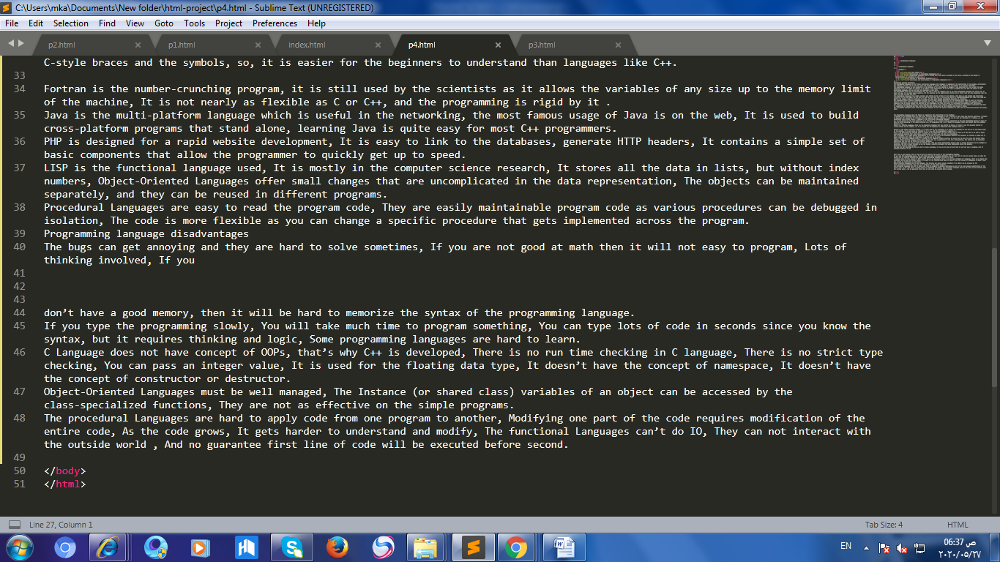 C:\Users\mka\Documents\New folder\html-project\p4.html - Sublime Text (UNREGISTERED)
File Edit Selection Find View Goto Tools Project Preferences Help
p2.html p1.html index.html p4.html p3.html
C-style braces and the symbols, so, it is easier for the beginners to understand than languages like C++.
33
34 Fortran is the number-crunching program, it is still used by the scientists as it allows the variables of any size up to the memory limit
of the machine, It is not nearly as flexible as C or C++, and the programming is rigid by it .
35 Java is the multi-platform language which is useful in the networking, the most famous usage of Java is on the web, It is used to build
cross-platform programs that stand alone, learning Java is quite easy for most C++ programmers.
36 PHP is designed for a rapid website development, It is easy to link to the databases, generate HTTP headers, It contains a simple set of
basic components that allow the programmer to quickly get up to speed.
37 LISP is the functional language used, It is mostly in the computer science research, It stores all the data in lists, but without index
numbers, Object-Oriented Languages offer small changes that are uncomplicated in the data representation, The objects can be maintained
separately, and they can be reused in different programs.
38 Procedural Languages are easy to read the program code, They are easily maintainable program code as various procedures can be debugged in
isolation, The code is more flexible as you can change a specific procedure that gets implemented across the program.
39 Programming language disadvantages
40 The bugs can get annoying and they are hard to solve sometimes, If you are not good at math then it will not easy to program, Lots of
thinking involved, If you
41
42
43
44 don’t have a good memory, then it will be hard to memorize the syntax of the programming language.
45 If you type the programming slowly, You will take much time to program something, You can type lots of code in seconds since you know the
syntax, but it requires thinking and logic, Some programming languages are hard to learn.
46 C Language does not have concept of OOPs, that’s why C++ is developed, There is no run time checking in C language, There is no strict type
checking, You can pass an integer value, It is used for the floating data type, It doesn’t have the concept of namespace, It doesn’t have
the concept of constructor or destructor.
47 Object-Oriented Languages must be well managed, The Instance (or shared class) variables of an object can be accessed by the
class-specialized functions, They are not as effective on the simple programs.
48 The procedural Languages are hard to apply code from one program to another, Modifying one part of the code requires modification of the
entire code, As the code grows, It gets harder to understand and modify, The functional Languages can’t do IO, They can not interact with
the outside world , And no guarantee first line of code will be executed before second.
49
50 </body>
51 </html>
Line 27, Column 1 Tab Size: 4 HTML
EN 06:37 ص
٢٠٢٠/٠٥/٢٧